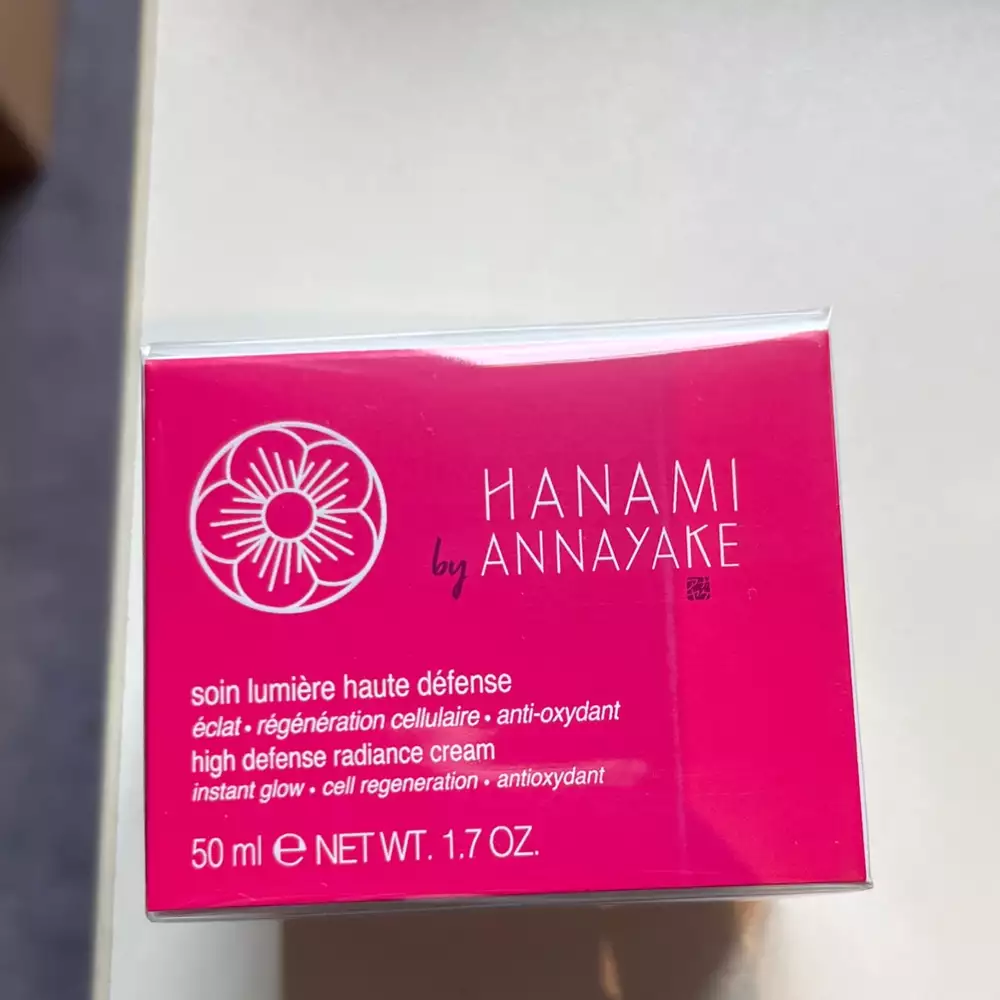 HANAMI
by ANNAYAKE
soin lumière haute défense
éclat • régénération cellulaire • anti-oxydant
high defense radiance cream
instant glow • cell regeneration • antioxydant
50 ml ℮ NET WT. 1.7 OZ.